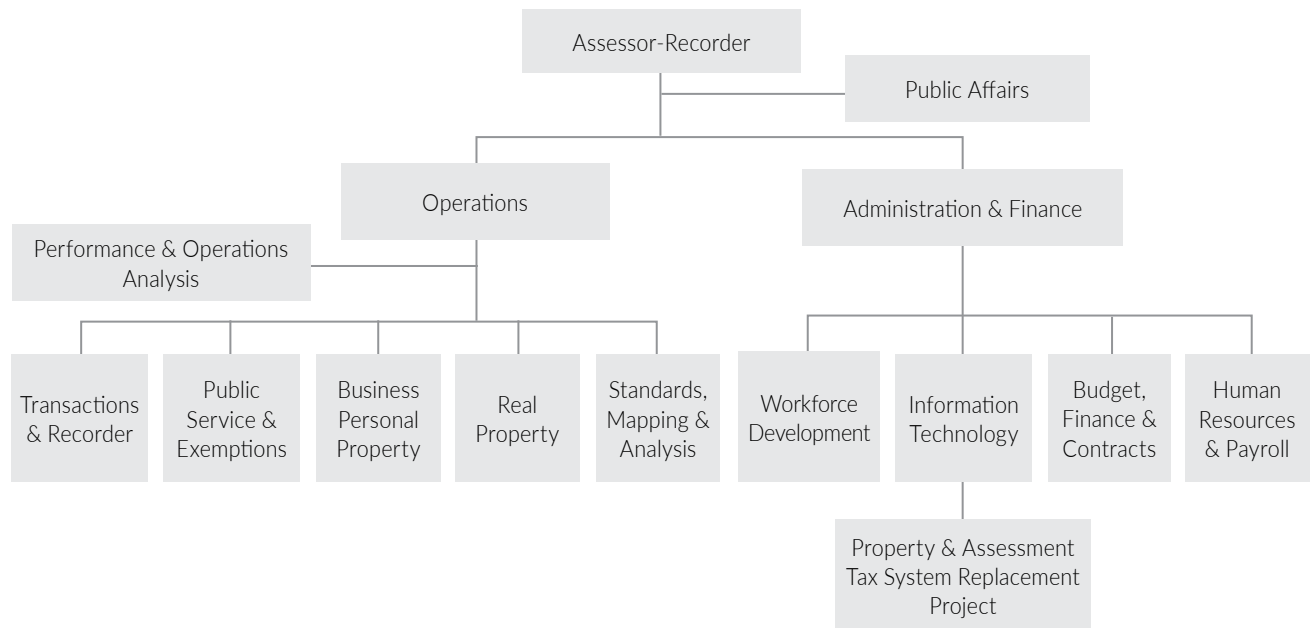 Assessor-Recorder
Public Affairs
Operations
Administration & Finance
Performance & Operations
Analysis
Transactions
& Recorder
Public
Service &
Exemptions
Business
Personal
Property
Real
Property
Standards,
Mapping &
Analysis
Workforce
Development
Information
Technology
Budget,
Finance &
Contracts
Human
Resources
& Payroll
Property & Assessment
Tax System Replacement
Project